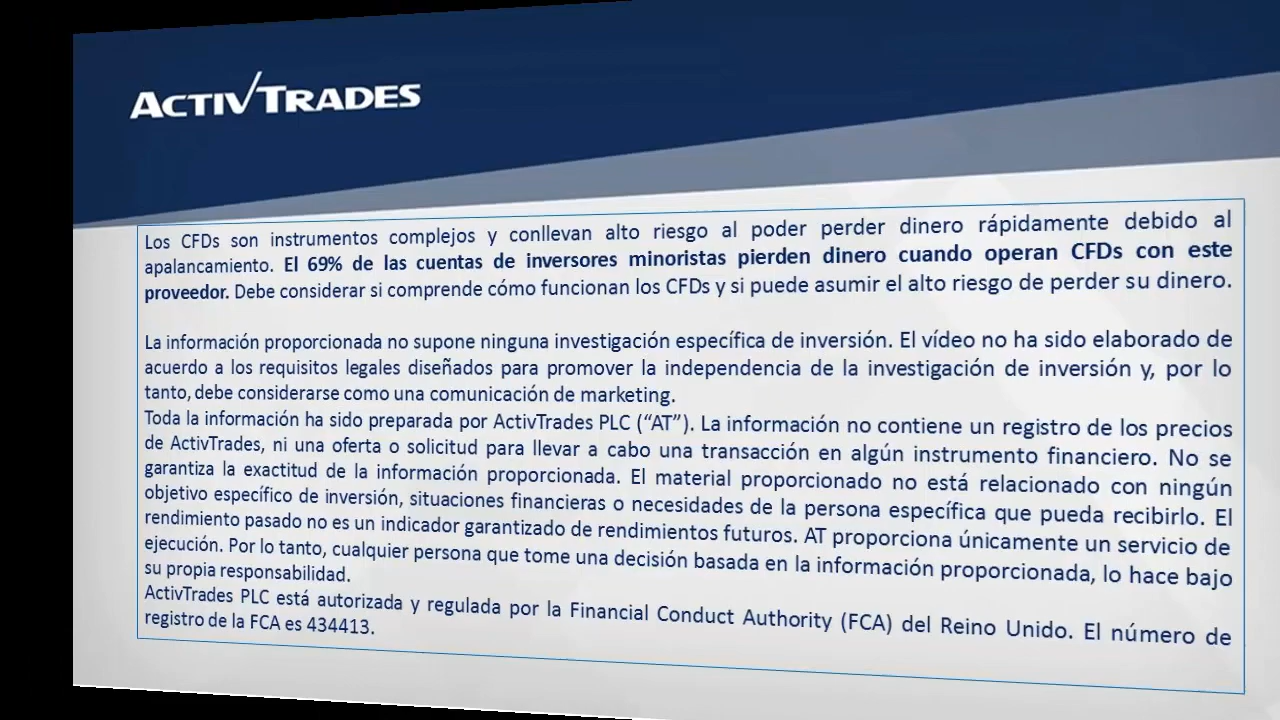 ACTIVTRADES
Los CFDs son instrumentos complejos y conllevan alto riesgo al poder perder dinero rápidamente debido al
apalancamiento. El 69% de las cuentas de inversores minoristas pierden dinero cuando operan CFDs con este
proveedor. Debe considerar si comprende cómo funcionan los CFDs y si puede asumir el alto riesgo de perder su dinero.
La información proporcionada no supone ninguna investigación específica de inversión. El vídeo no ha sido elaborado de
acuerdo a los requisitos legales diseñados para promover la independencia de la investigación de inversión y, por lo
tanto, debe considerarse como una comunicación de marketing.
Toda la información ha sido preparada por ActivTrades PLC (“AT”). La información no contiene un registro de los precios
de ActivTrades, ni una oferta o solicitud para llevar a cabo una transacción en algún instrumento financiero. No se
garantiza la exactitud de la información proporcionada. El material proporcionado no está relacionado con ningún
objetivo específico de inversión, situaciones financieras o necesidades de la persona específica que pueda recibirlo. El
rendimiento pasado no es un indicador garantizado de rendimientos futuros. AT proporciona únicamente un servicio de
ejecución. Por lo tanto, cualquier persona que tome una decisión basada en la información proporcionada, lo hace bajo
su propia responsabilidad.
ActivTrades PLC está autorizada y regulada por la Financial Conduct Authority (FCA) del Reino Unido. El número de
registro de la FCA es 434413.